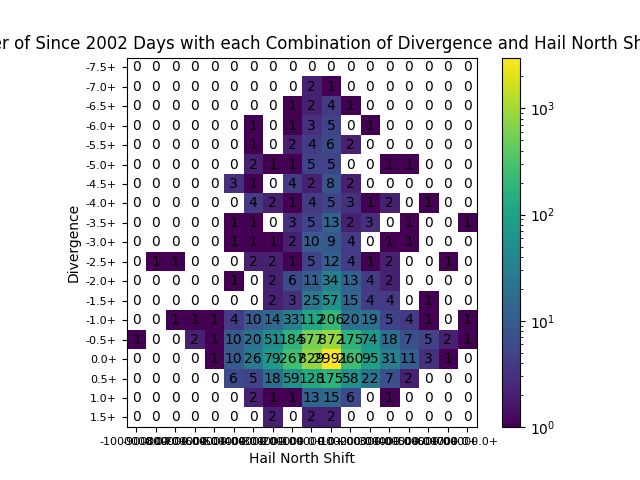 er of Since 2002 Days with each Combination of Divergence and Hail North Sh
Divergence
-7.5+ 0 0 0 0 0 0 0 0 0 0 0 0 0 0 0 0 0 0
-7.0+ 0 0 0 0 0 0 0 0 0 2 1 0 0 0 0 0 0 0
-6.5+ 0 0 0 0 0 0 0 0 1 2 4 1 0 0 0 0 0 0
-6.0+ 0 0 0 0 0 0 1 0 1 3 5 0 1 0 0 0 0 0
-5.5+ 0 0 0 0 0 0 1 0 2 4 6 2 0 0 0 0 0 0
-5.0+ 0 0 0 0 0 0 2 1 1 5 5 0 0 1 1 0 0 0
-4.5+ 0 0 0 0 0 3 1 0 4 2 8 2 0 0 0 0 0 0
-4.0+ 0 0 0 0 0 0 4 2 1 4 5 3 1 2 0 1 0 0
-3.5+ 0 0 0 0 0 1 1 0 3 5 13 2 3 0 1 0 0 1
-3.0+ 0 0 0 0 0 1 1 1 2 10 9 4 0 1 1 0 0 0
-2.5+ 0 1 1 0 0 0 2 2 1 5 12 4 1 2 0 0 1 0
-2.0+ 0 0 0 0 0 1 0 2 6 11 34 13 4 2 0 0 0 0
-1.5+ 0 0 0 0 0 0 0 2 3 25 57 15 4 4 0 1 0 0
-1.0+ 0 0 1 1 1 4 10 14 33 112 206 20 19 5 4 1 0 1
-0.5+ 1 0 0 2 1 10 20 51 184 577 872 175 74 18 7 5 2 1
0.0+ 0 0 0 0 1 10 26 79 267 829 260 95 31 11 3 1 0
0.5+ 0 0 0 0 0 6 5 18 59 128 175 58 22 7 2 0 0 0
1.0+ 0 0 0 0 0 0 2 1 1 13 15 6 0 1 0 0 0 0
1.5+ 0 0 0 0 0 0 0 2 0 2 2 0 0 0 0 0 0 0
Hail North Shift
10³
10²
10¹
10⁰